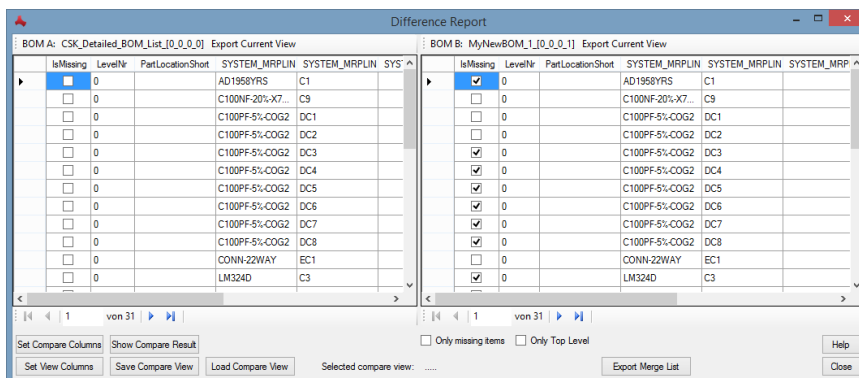 Difference Report
BOM A: CSK_Detailed_BOM_List_[0_0_0_0] Export Current View
IsMissing LevelNr PartLocationShort SYSTEM_MRPLIN SYSTEM_MRPLIN SYST
0 AD1958YRS C1
0 C100NF-20%-X7... C9
0 C100PF-5%-COG2 DC1
0 C100PF-5%-COG2 DC2
0 C100PF-5%-COG2 DC3
0 C100PF-5%-COG2 DC4
0 C100PF-5%-COG2 DC5
0 C100PF-5%-COG2 DC6
0 C100PF-5%-COG2 DC7
0 C100PF-5%-COG2 DC8
0 CONN-22WAY EC1
0 LM324D C3
1 von 31
BOM B: MyNewBOM_1_[0_0_0_1] Export Current View
IsMissing LevelNr PartLocationShort SYSTEM_MRPLIN SYSTEM_MRPLIN SYSTEM_MRP
0 AD1958YRS C1
0 C100NF-20%-X7... C9
0 C100PF-5%-COG2 DC1
0 C100PF-5%-COG2 DC2
0 C100PF-5%-COG2 DC3
0 C100PF-5%-COG2 DC4
0 C100PF-5%-COG2 DC5
0 C100PF-5%-COG2 DC6
0 C100PF-5%-COG2 DC7
0 C100PF-5%-COG2 DC8
0 CONN-22WAY EC1
0 LM324D C3
1 von 31
Set Compare Columns Show Compare Result Only missing items Only Top Level Help
Set View Columns Save Compare View Load Compare View Selected compare view: ..... Export Merge List Close